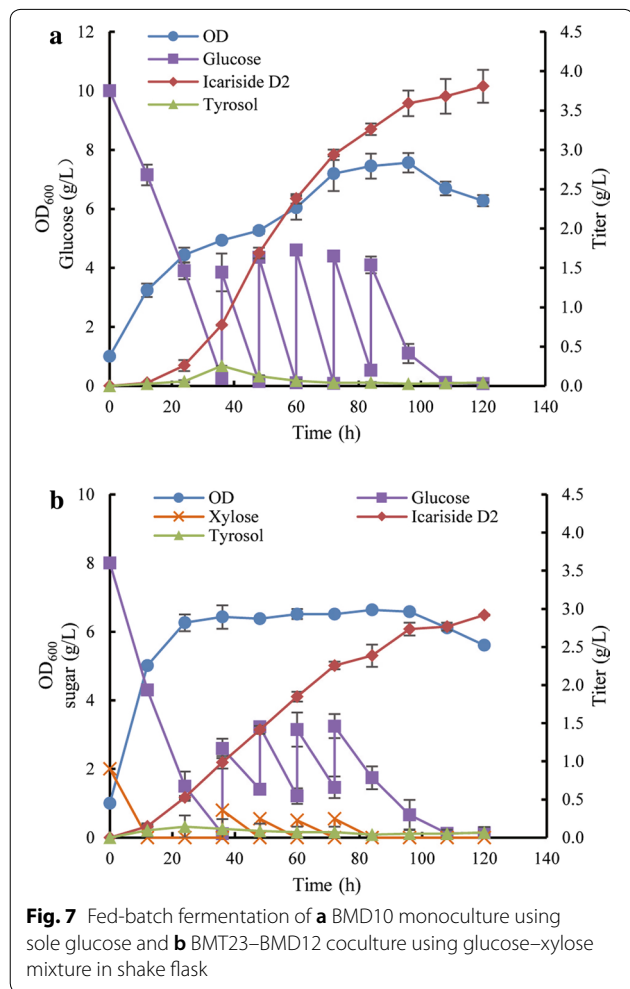 a
OD
Glucose
Icariside D2
Tyrosol
12
10
8
6
4
2
0
OD600
Glucose (g/L)
4.5
4.0
3.5
3.0
2.5
2.0
1.5
1.0
0.5
0.0
Titer (g/L)
0 20 40 60 80 100 120 140
Time (h)
b
OD Glucose
Xylose Icariside D2
Tyrosol
10
8
6
4
2
0
OD600
sugar (g/L)
4.5
4.0
3.5
3.0
2.5
2.0
1.5
1.0
0.5
0.0
Titer (g/L)
0 20 40 60 80 100 120 140
Time (h)
Fig. 7 Fed-batch fermentation of a BMD10 monoculture using
sole glucose and b BMT23–BMD12 coculture using glucose–xylose
mixture in shake flask